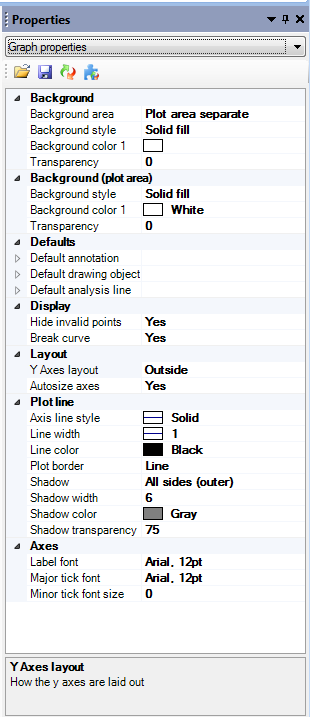 Properties
Graph properties
Background
Background area Plot area separate
Background style Solid fill
Background color 1
Transparency 0
Background (plot area)
Background style Solid fill
Background color 1 White
Transparency 0
Defaults
Default annotation
Default drawing object
Default analysis line
Display
Hide invalid points Yes
Break curve Yes
Layout
Y Axes layout Outside
Autosize axes Yes
Plot line
Axis line style Solid
Line width 1
Line color Black
Plot border Line
Shadow All sides (outer)
Shadow width 6
Shadow color Gray
Shadow transparency 75
Axes
Label font Arial, 12pt
Major tick font Arial, 12pt
Minor tick font size 0
Y Axes layout
How the y axes are laid out